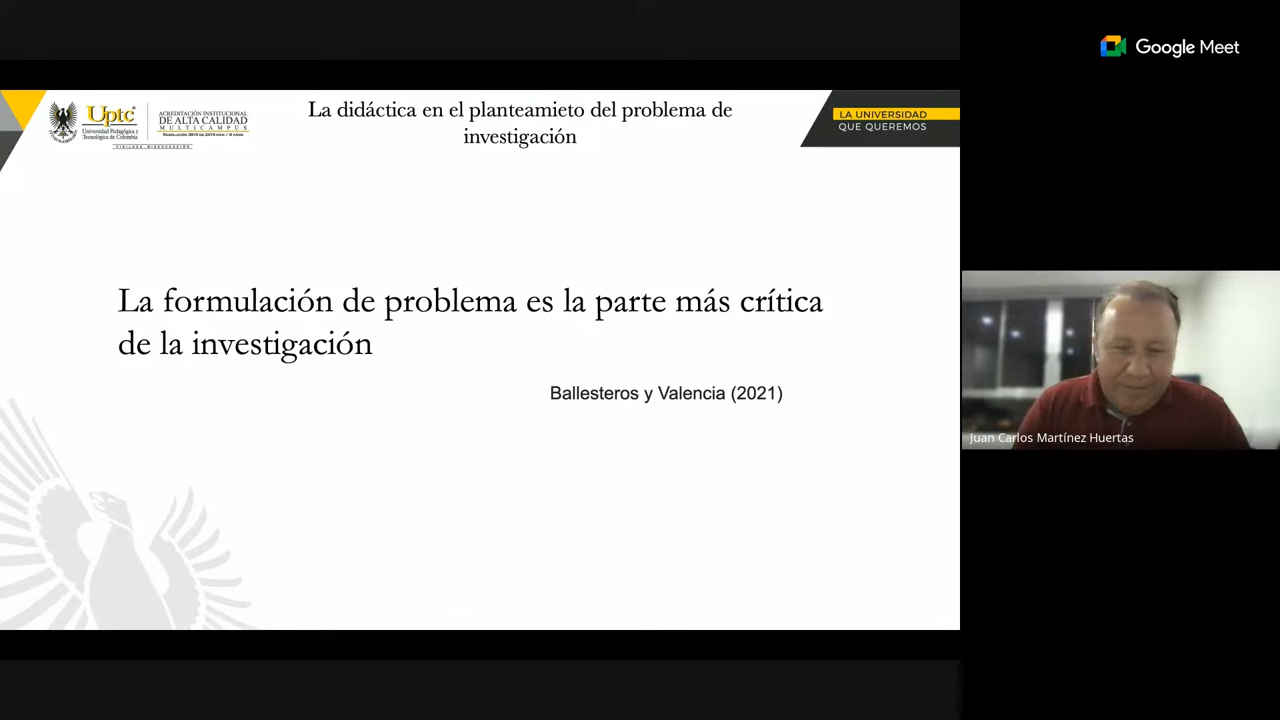 Google Meet
La didáctica en el planteamieto del problema de
investigación
Uptc
Universidad Pedagógica y
Tecnológica de Colombia
ACREDITACIÓN INSTITUCIONAL
DE ALTA CALIDAD
MULTICAMPUS
LA UNIVERSIDAD
QUE QUEREMOS
La formulación de problema es la parte más crítica
de la investigación
Ballesteros y Valencia (2021)
Juan Carlos Martínez Huertas